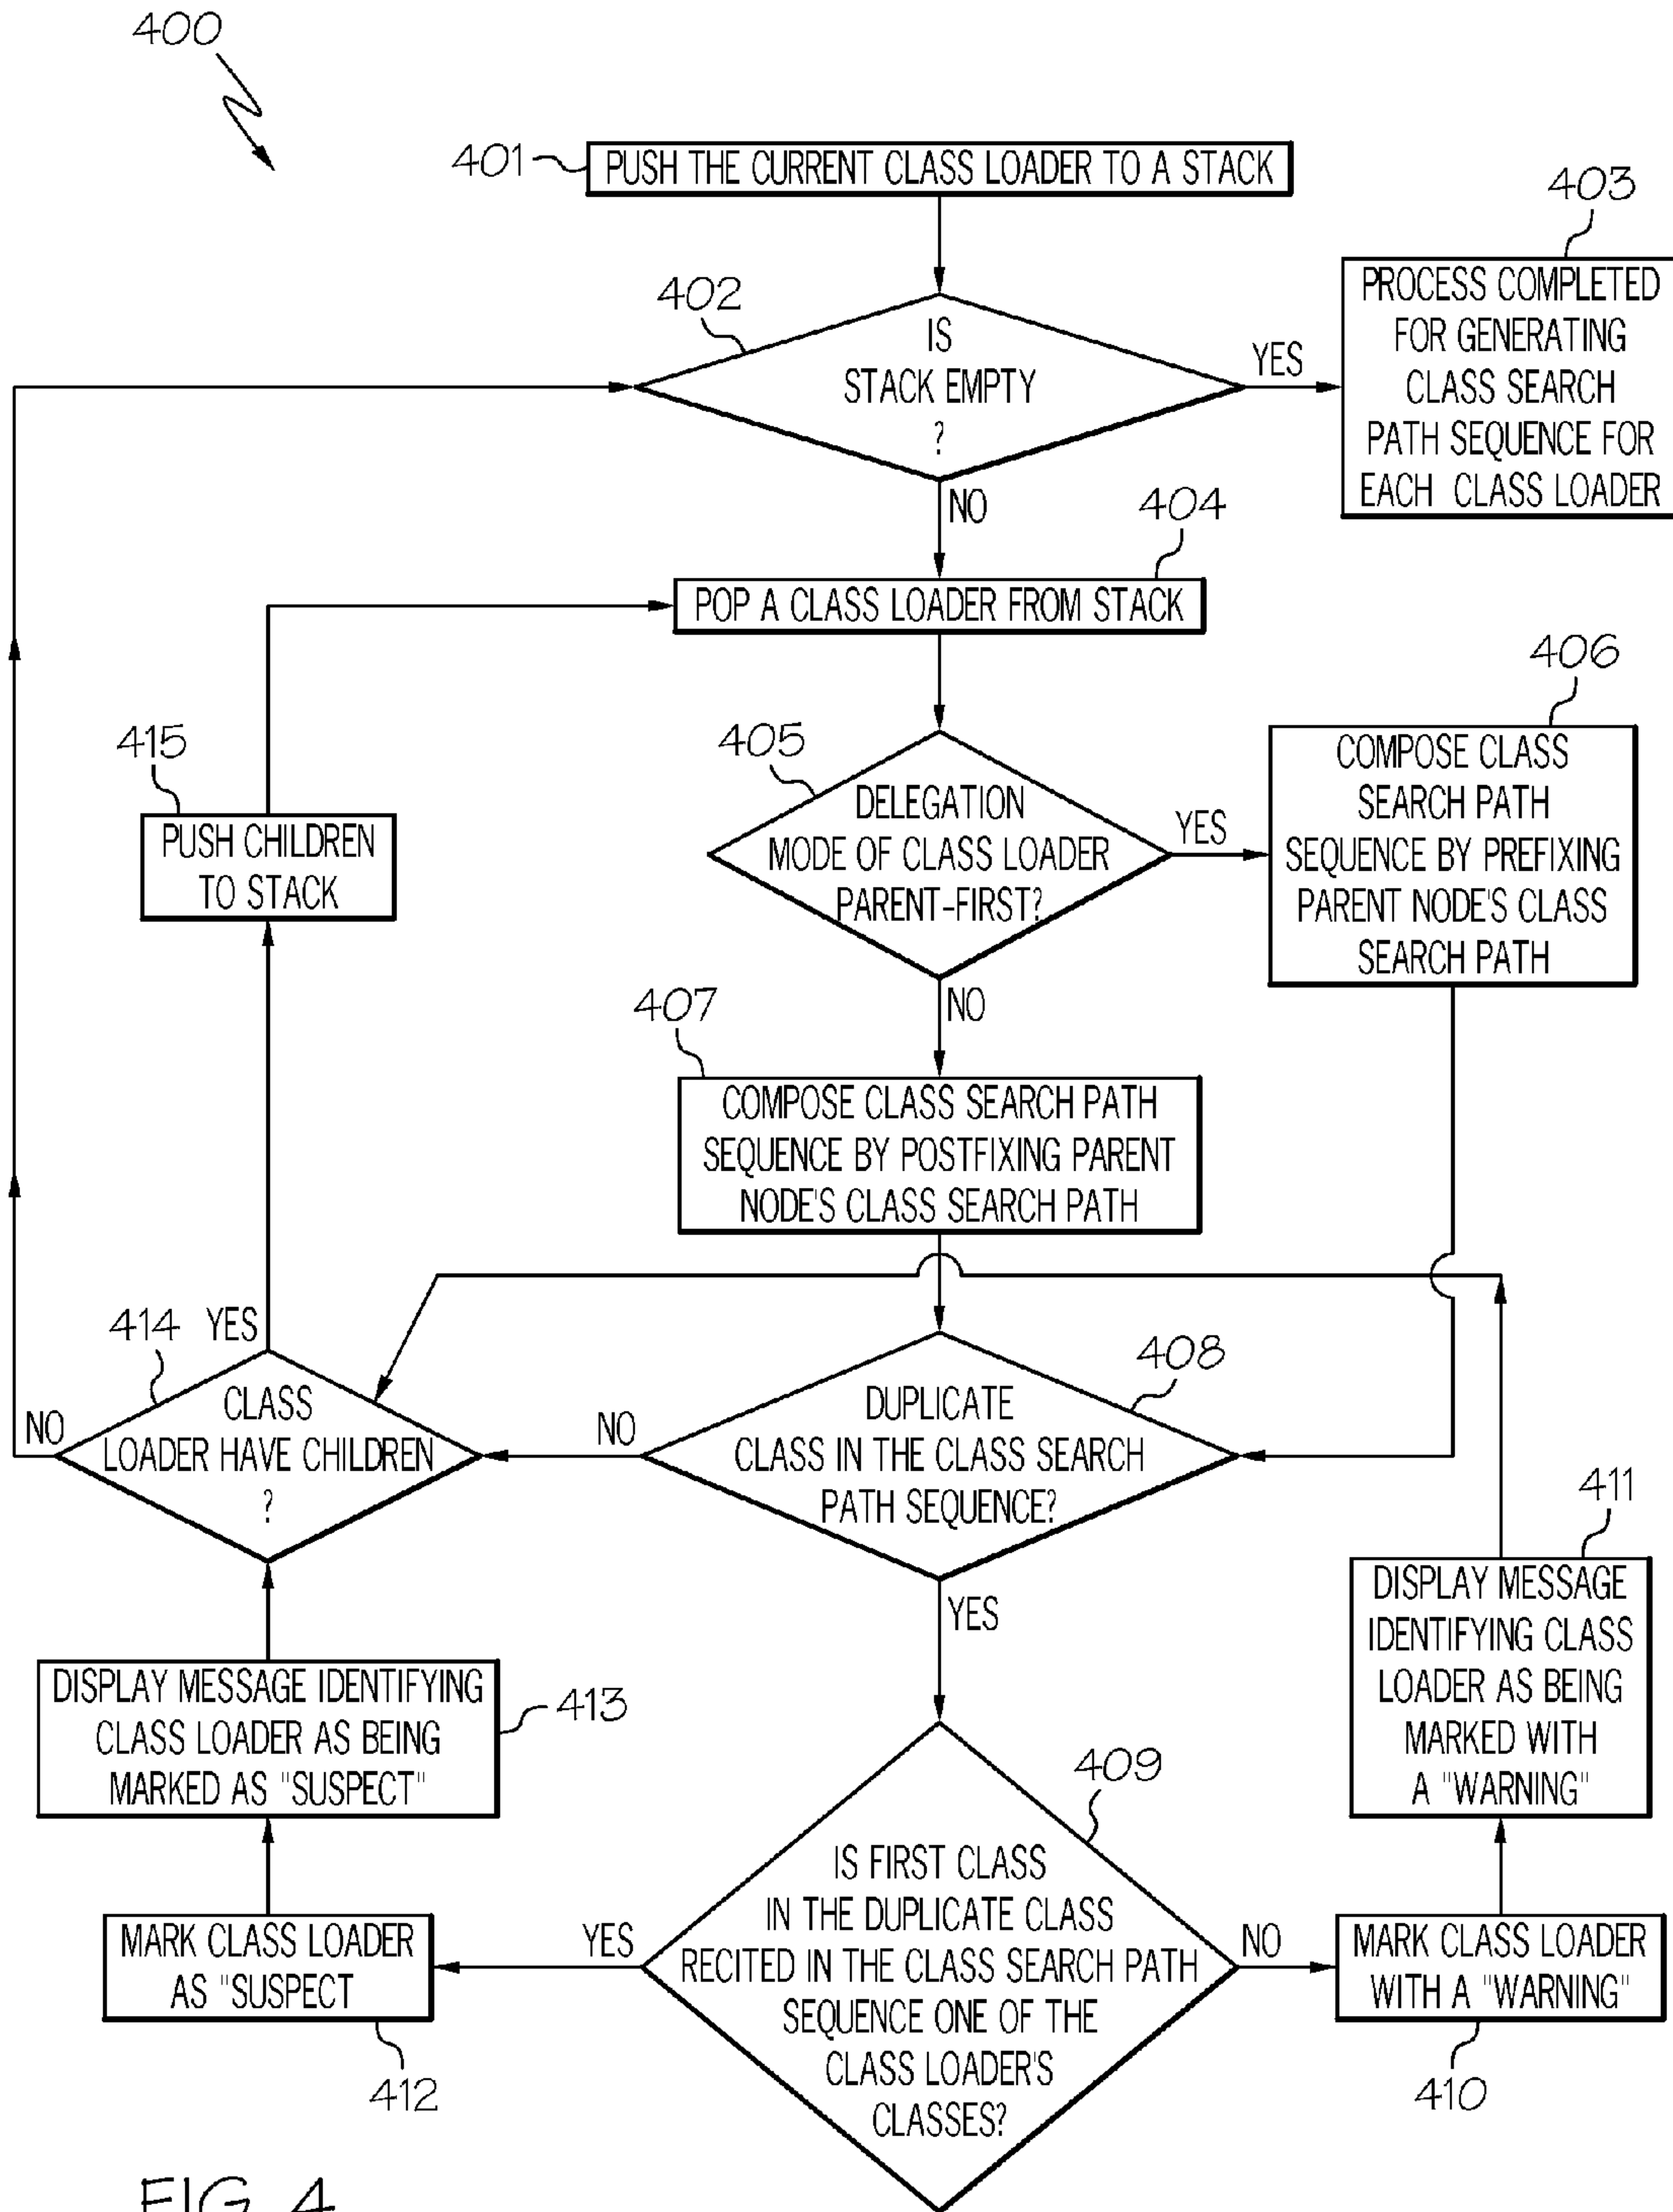 400
401
PUSH THE CURRENT CLASS LOADER TO A STACK
403
PROCESS COMPLETED
FOR GENERATING
CLASS SEARCH
PATH SEQUENCE FOR
EACH CLASS LOADER
402
IS
STACK EMPTY
?
YES
NO
404
POP A CLASS LOADER FROM STACK
406
COMPOSE CLASS
SEARCH PATH
SEQUENCE BY PREFIXING
PARENT NODE'S CLASS
SEARCH PATH
405
DELEGATION
MODE OF CLASS LOADER
PARENT-FIRST?
YES
NO
415
PUSH CHILDREN
TO STACK
407
COMPOSE CLASS SEARCH PATH
SEQUENCE BY POSTFIXING PARENT
NODE'S CLASS SEARCH PATH
414
YES
CLASS
LOADER HAVE CHILDREN
?
NO
408
DUPLICATE
CLASS IN THE CLASS SEARCH
PATH SEQUENCE?
NO
YES
411
DISPLAY MESSAGE
IDENTIFYING CLASS
LOADER AS BEING
MARKED WITH
A "WARNING"
DISPLAY MESSAGE IDENTIFYING
CLASS LOADER AS BEING
MARKED AS "SUSPECT"
413
409
IS FIRST CLASS
IN THE DUPLICATE CLASS
RECITED IN THE CLASS SEARCH PATH
SEQUENCE ONE OF THE
CLASS LOADER'S
CLASSES?
YES
NO
MARK CLASS LOADER
AS "SUSPECT
412
MARK CLASS LOADER
WITH A "WARNING"
410
FIG. 4